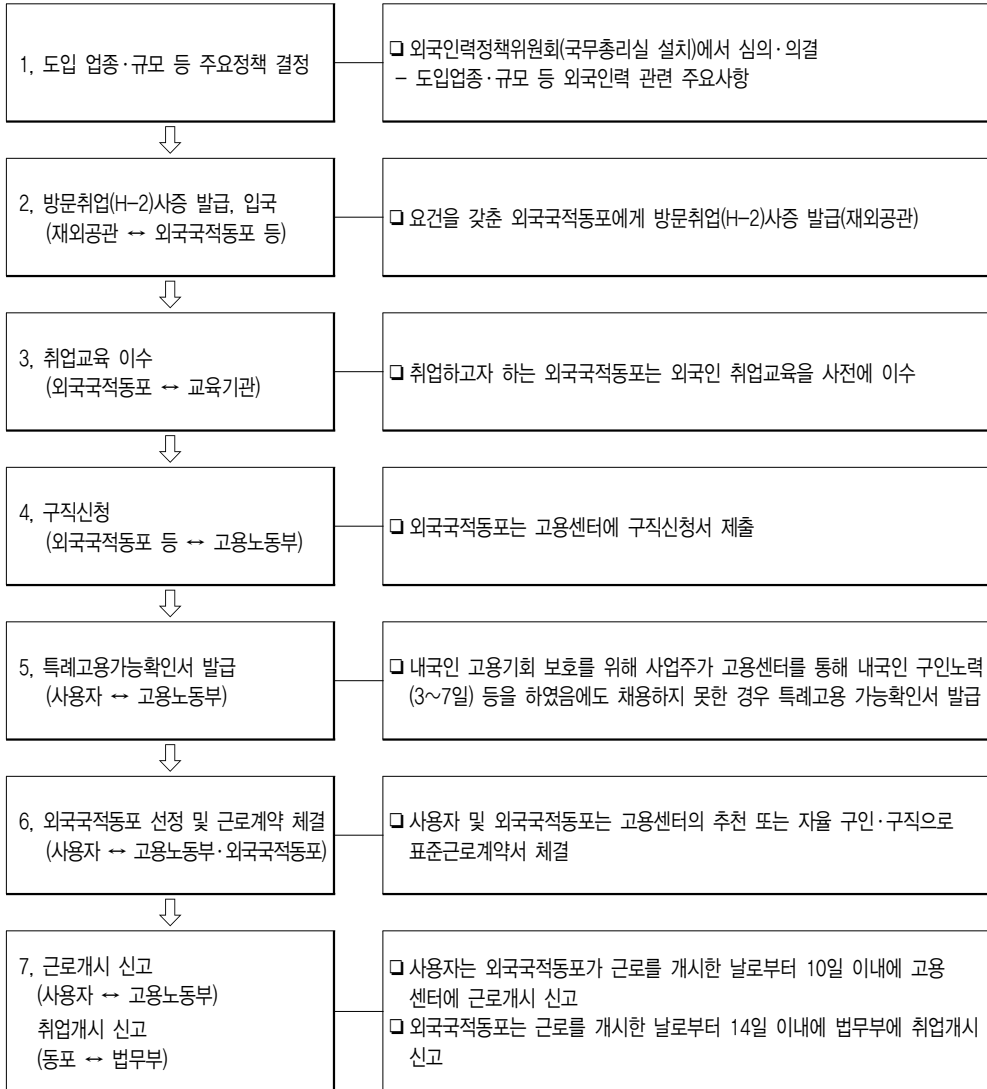 1, 도입 업종·규모 등 주요정책 결정
❑ 외국인력정책위원회(국무총리실 설치)에서 심의·의결
– 도입업종·규모 등 외국인력 관련 주요사항
2, 방문취업(H-2)사증 발급, 입국
(재외공관 ↔ 외국국적동포 등)
❑ 요건을 갖춘 외국국적동포에게 방문취업(H-2)사증 발급(재외공관)
3, 취업교육 이수
(외국국적동포 ↔ 교육기관)
❑ 취업하고자 하는 외국국적동포는 외국인 취업교육을 사전에 이수
4, 구직신청
(외국국적동포 등 ↔ 고용노동부)
❑ 외국국적동포는 고용센터에 구직신청서 제출
5, 특례고용가능확인서 발급
(사용자 ↔ 고용노동부)
❑ 내국인 고용기회 보호를 위해 사업주가 고용센터를 통해 내국인 구인노력
(3~7일) 등을 하였음에도 채용하지 못한 경우 특례고용 가능확인서 발급
6, 외국국적동포 선정 및 근로계약 체결
(사용자 ↔ 고용노동부·외국국적동포)
❑ 사용자 및 외국국적동포는 고용센터의 추천 또는 자율 구인·구직으로
표준근로계약서 체결
7, 근로개시 신고
(사용자 ↔ 고용노동부)
취업개시 신고
(동포 ↔ 법무부)
❑ 사용자는 외국국적동포가 근로를 개시한 날로부터 10일 이내에 고용
센터에 근로개시 신고
❑ 외국국적동포는 근로를 개시한 날로부터 14일 이내에 법무부에 취업개시
신고